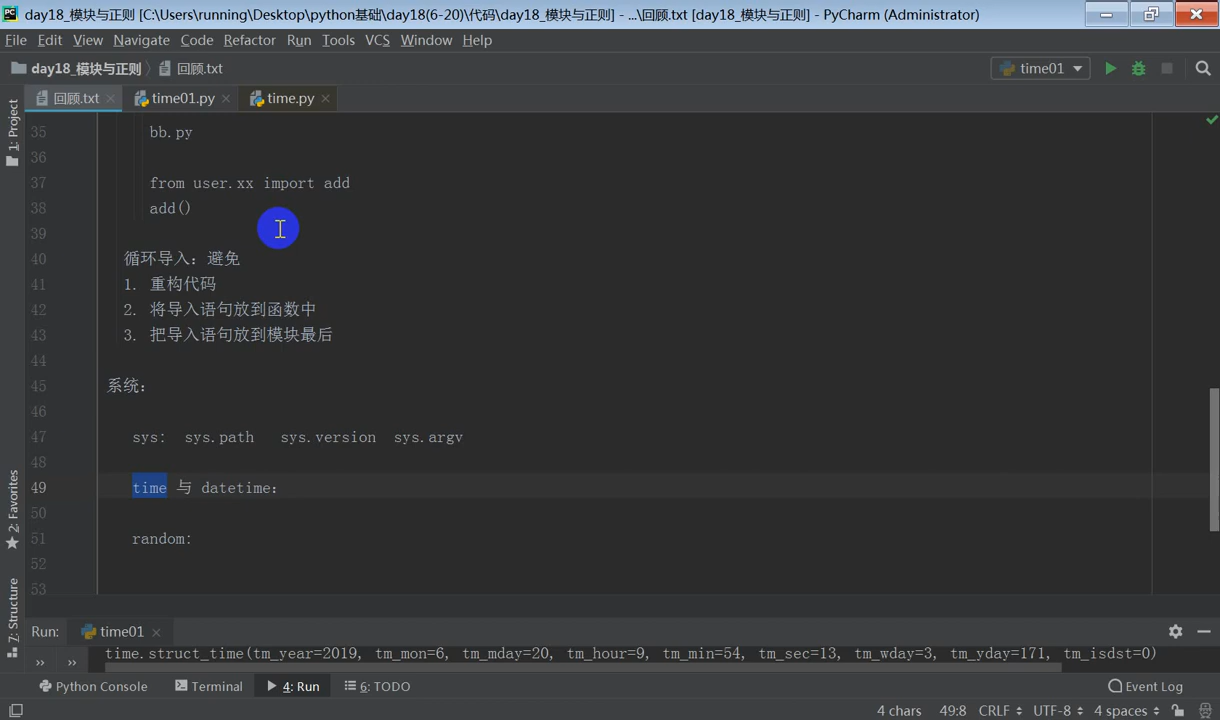 day18_模块与正则 [C:\Users\running\Desktop\python基础\day18(6-20)\代码\day18_模块与正则] - ...\回顾.txt [day18_模块与正则] - PyCharm (Administrator)
File Edit View Navigate Code Refactor Run Tools VCS Window Help
day18_模块与正则 回顾.txt time01
回顾.txt time01.py time.py
1: Project
35 bb.py
36
37 from user.xx import add
38 add()
39
40 循环导入：避免
41 1. 重构代码
42 2. 将导入语句放到函数中
43 3. 把导入语句放到模块最后
44
45 系统：
46
47 sys: sys.path sys.version sys.argv
48
49 time 与 datetime:
50
51 random:
52
53
2: Favorites
7: Structure
Run: time01
time.struct_time(tm_year=2019, tm_mon=6, tm_mday=20, tm_hour=9, tm_min=54, tm_sec=13, tm_wday=3, tm_yday=171, tm_isdst=0)
Python Console Terminal 4: Run 6: TODO Event Log
4 chars 49:8 CRLF UTF-8 4 spaces